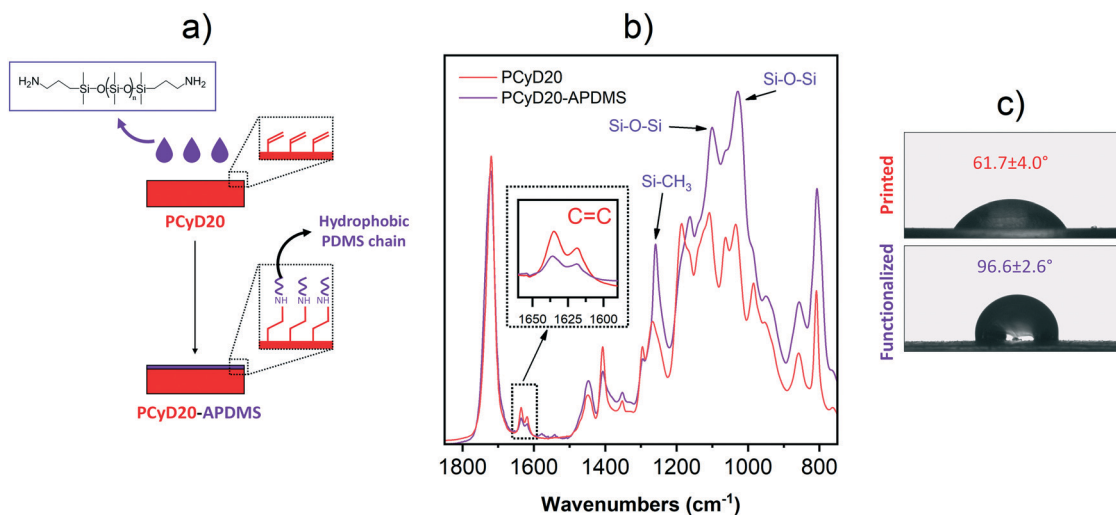 a)
H₂N
Si
O
Si
O
n
Si
NH₂
PCyD20
Hydrophobic
PDMS chain
NH NH NH
PCyD20-APDMS
b)
PCyD20
PCyD20-APDMS
Si-O-Si
Si-O-Si
Si-CH₃
C=C
1650 1625 1600
1800 1600 1400 1200 1000 800
Wavenumbers (cm⁻¹)
c)
Printed
61.7±4.0°
Functionalized
96.6±2.6°